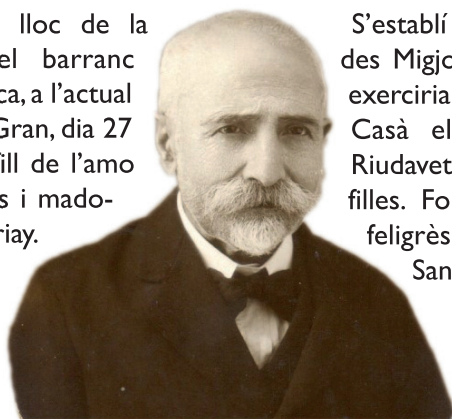 lloc de la
el barranc
ca, a l’actual
Gran, dia 27
fill de l’amo
s i mado-
riay.
S’establí
des Migjo
exerciria
Casà el
Riudavet
filles. Fo
feligrès
San